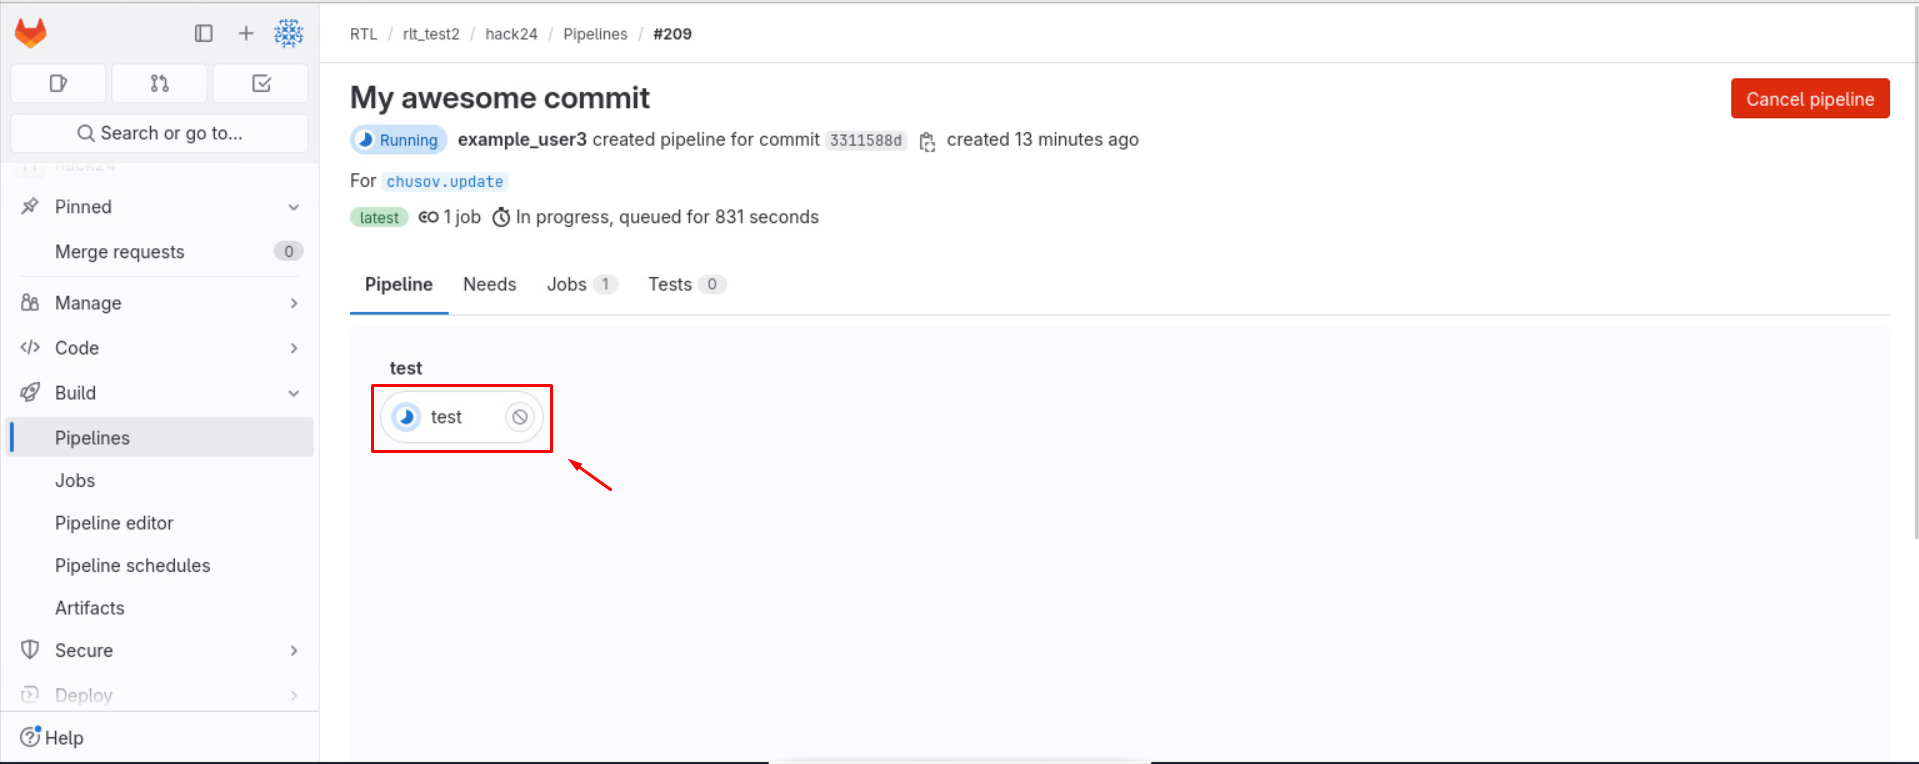 RTL / rlt_test2 / hack24 / Pipelines / #209
Search or go to...
hack24
Pinned
Merge requests 0
Manage
Code
Build
Pipelines
Jobs
Pipeline editor
Pipeline schedules
Artifacts
Secure
Deploy
Help
My awesome commit
Cancel pipeline
Running example_user3 created pipeline for commit 3311588d created 13 minutes ago
For chusov.update
latest 1 job In progress, queued for 831 seconds
Pipeline Needs Jobs 1 Tests 0
test
test